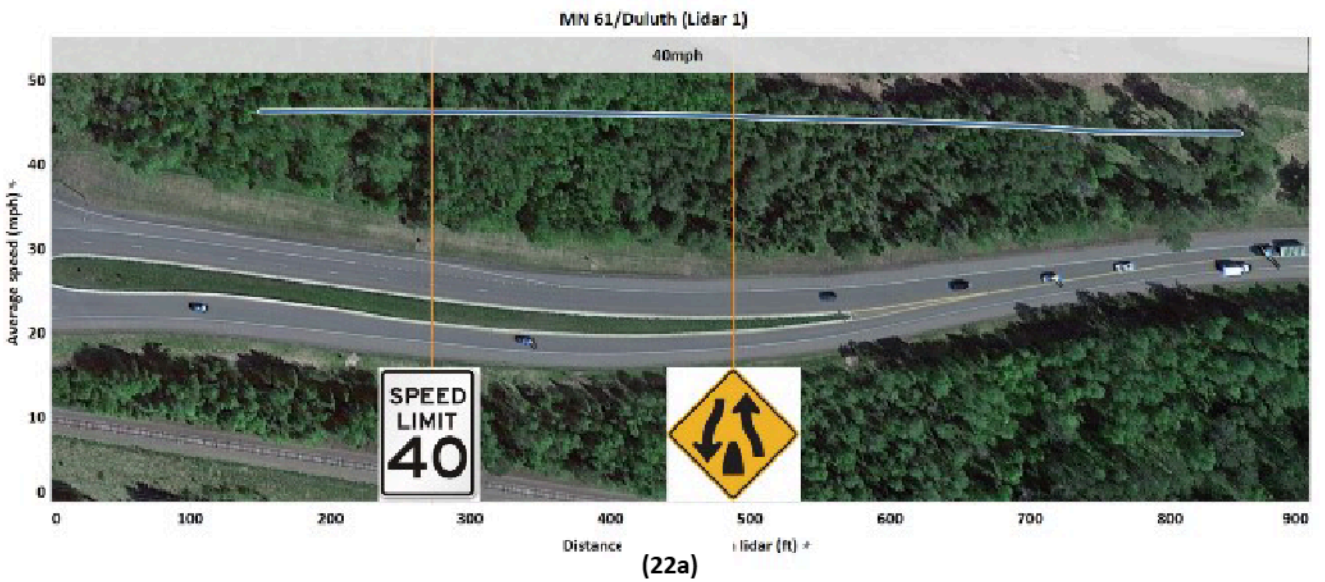 MN 61/Duluth (Lidar 1)
40mph
50
40
30
20
10
0
Average speed (mph)
SPEED
LIMIT
40
0 100 200 300 400 500 600 700 800 900
Distance lidar (ft)
(22a)